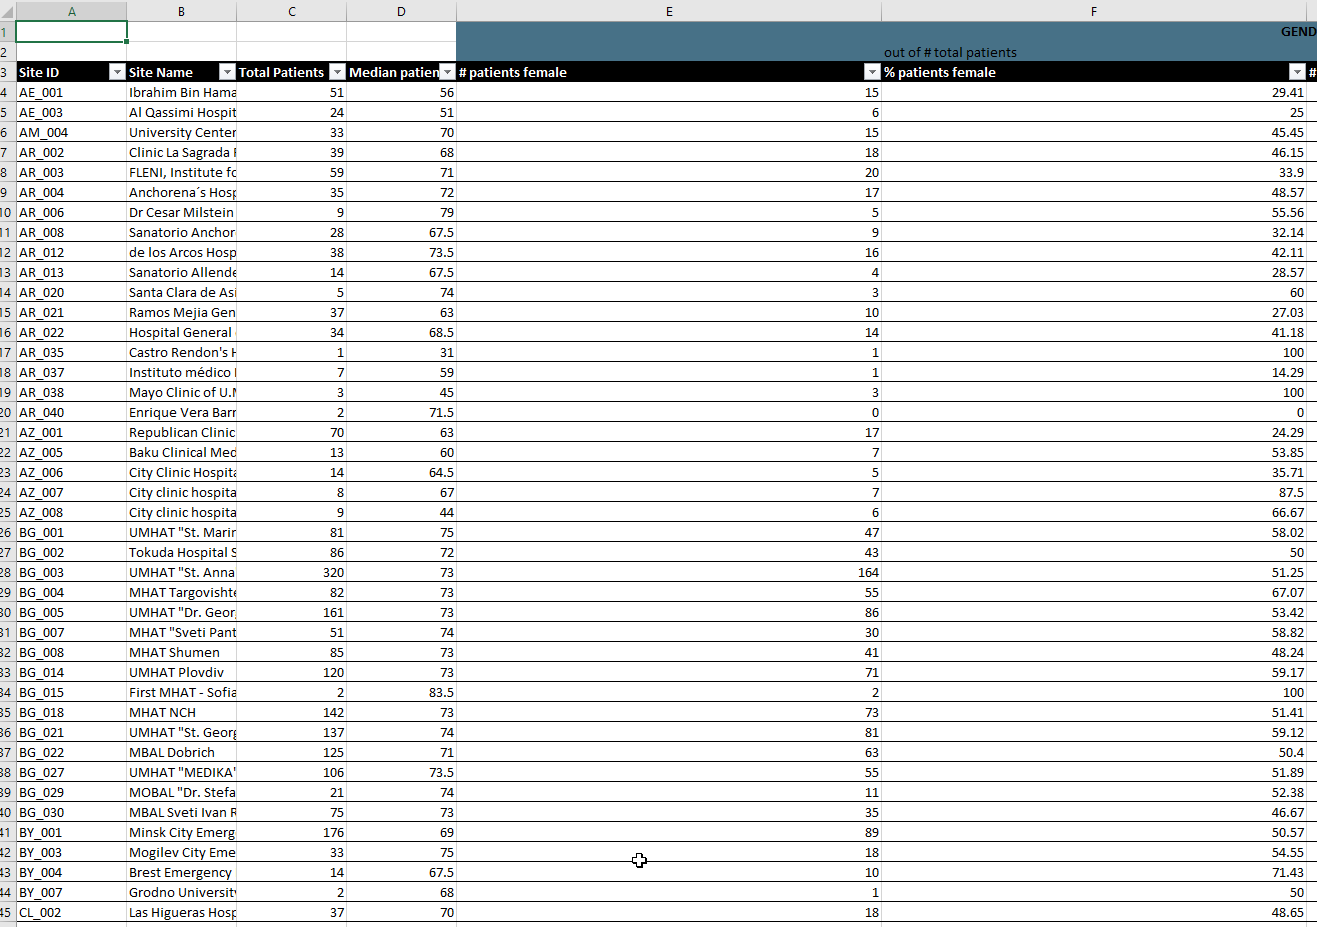 A B C D E F
1 GEND
2 out of # total patients
3 Site ID Site Name Total Patients Median patien # patients female % patients female #
4 AE_001 Ibrahim Bin Hama 51 56 15 29.41
5 AE_003 Al Qassimi Hospit 24 51 6 25
6 AM_004 University Center 33 70 15 45.45
7 AR_002 Clinic La Sagrada F 39 68 18 46.15
8 AR_003 FLENI, Institute fo 59 71 20 33.9
9 AR_004 Anchorena´s Hosp 35 72 17 48.57
10 AR_006 Dr Cesar Milstein 9 79 5 55.56
11 AR_008 Sanatorio Anchor 28 67.5 9 32.14
12 AR_012 de los Arcos Hosp 38 73.5 16 42.11
13 AR_013 Sanatorio Allende 14 67.5 4 28.57
14 AR_020 Santa Clara de Asi 5 74 3 60
15 AR_021 Ramos Mejia Gen 37 63 10 27.03
16 AR_022 Hospital General 34 68.5 14 41.18
17 AR_035 Castro Rendon's H 1 31 1 100
18 AR_037 Instituto médico 7 59 1 14.29
19 AR_038 Mayo Clinic of U.M 3 45 3 100
20 AR_040 Enrique Vera Barr 2 71.5 0 0
21 AZ_001 Republican Clinic 70 63 17 24.29
22 AZ_005 Baku Clinical Med 13 60 7 53.85
23 AZ_006 City Clinic Hospita 14 64.5 5 35.71
24 AZ_007 City clinic hospita 8 67 7 87.5
25 AZ_008 City clinic hospita 9 44 6 66.67
26 BG_001 UMHAT "St. Marin 81 75 47 58.02
27 BG_002 Tokuda Hospital S 86 72 43 50
28 BG_003 UMHAT "St. Anna 320 73 164 51.25
29 BG_004 MHAT Targovishte 82 73 55 67.07
30 BG_005 UMHAT "Dr. Geor 161 73 86 53.42
31 BG_007 MHAT "Sveti Pant 51 74 30 58.82
32 BG_008 MHAT Shumen 85 73 41 48.24
33 BG_014 UMHAT Plovdiv 120 73 71 59.17
34 BG_015 First MHAT - Sofia 2 83.5 2 100
35 BG_018 MHAT NCH 142 73 73 51.41
36 BG_021 UMHAT "St. Georg 137 74 81 59.12
37 BG_022 MBAL Dobrich 125 71 63 50.4
38 BG_027 UMHAT "MEDIKA" 106 73.5 55 51.89
39 BG_029 MOBAL "Dr. Stefa 21 74 11 52.38
40 BG_030 MBAL Sveti Ivan R 75 73 35 46.67
41 BY_001 Minsk City Emerg 176 69 89 50.57
42 BY_003 Mogilev City Eme 33 75 18 54.55
43 BY_004 Brest Emergency 14 67.5 10 71.43
44 BY_007 Grodno University 2 68 1 50
45 CL_002 Las Higueras Hosp 37 70 18 48.65